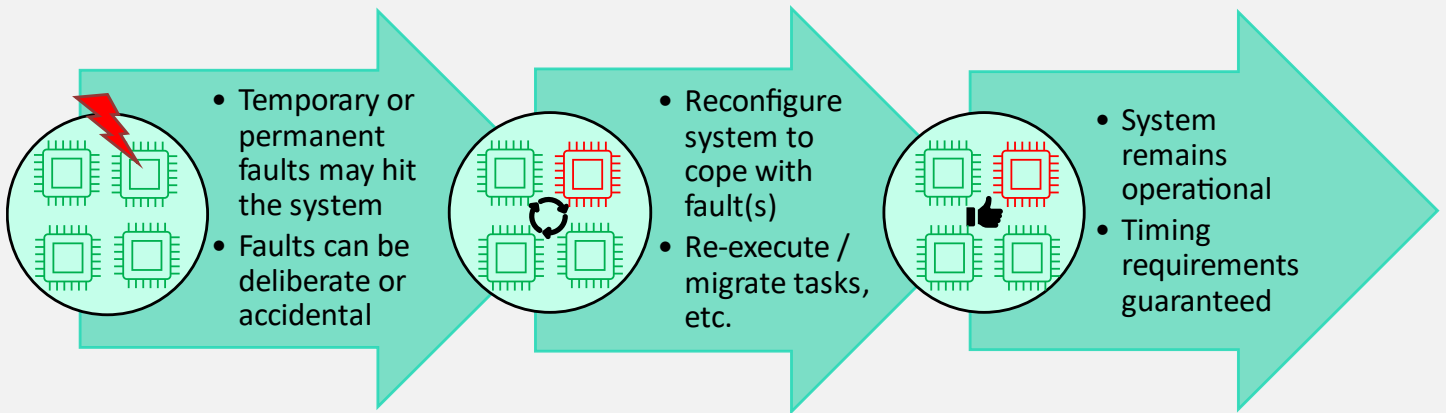 • Temporary or
permanent
faults may hit
the system
• Faults can be
deliberate or
accidental
• Reconfigure
system to
cope with
fault(s)
• Re-execute /
migrate tasks,
etc.
• System
remains
operational
• Timing
requirements
guaranteed